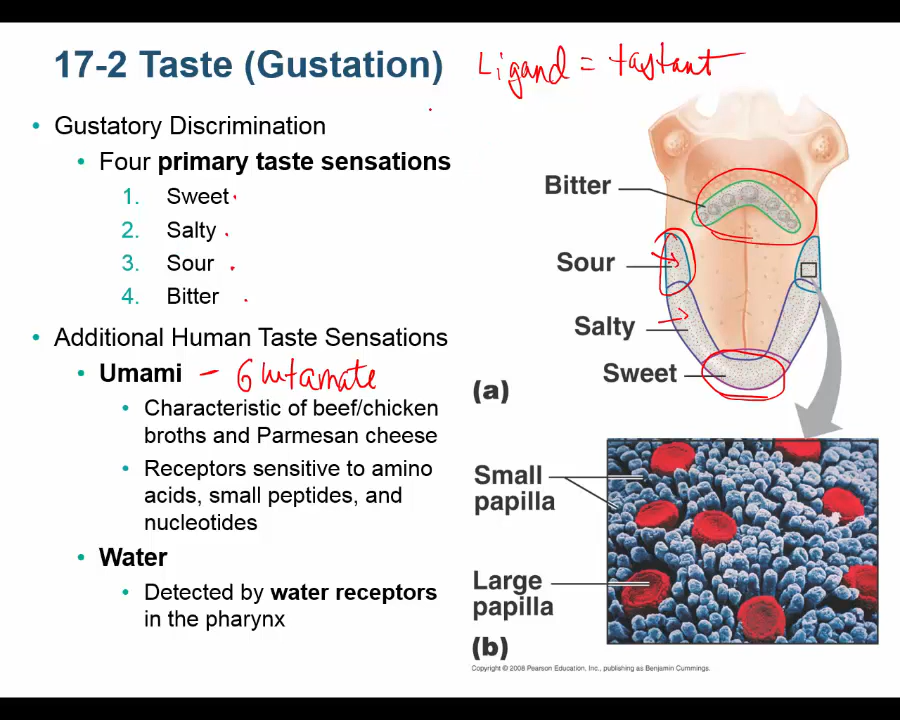 17-2 Taste (Gustation)
Ligand = tastant
• Gustatory Discrimination
• Four primary taste sensations
1. Sweet
2. Salty
3. Sour
4. Bitter
• Additional Human Taste Sensations
• Umami – Glutamate
• Characteristic of beef/chicken
broths and Parmesan cheese
• Receptors sensitive to amino
acids, small peptides, and
nucleotides
• Water
• Detected by water receptors
in the pharynx
Bitter
Sour
Salty
Sweet
(a)
Small
papilla
Large
papilla
(b)
Copyright © 2008 Pearson Education, Inc., publishing as Benjamin Cummings.